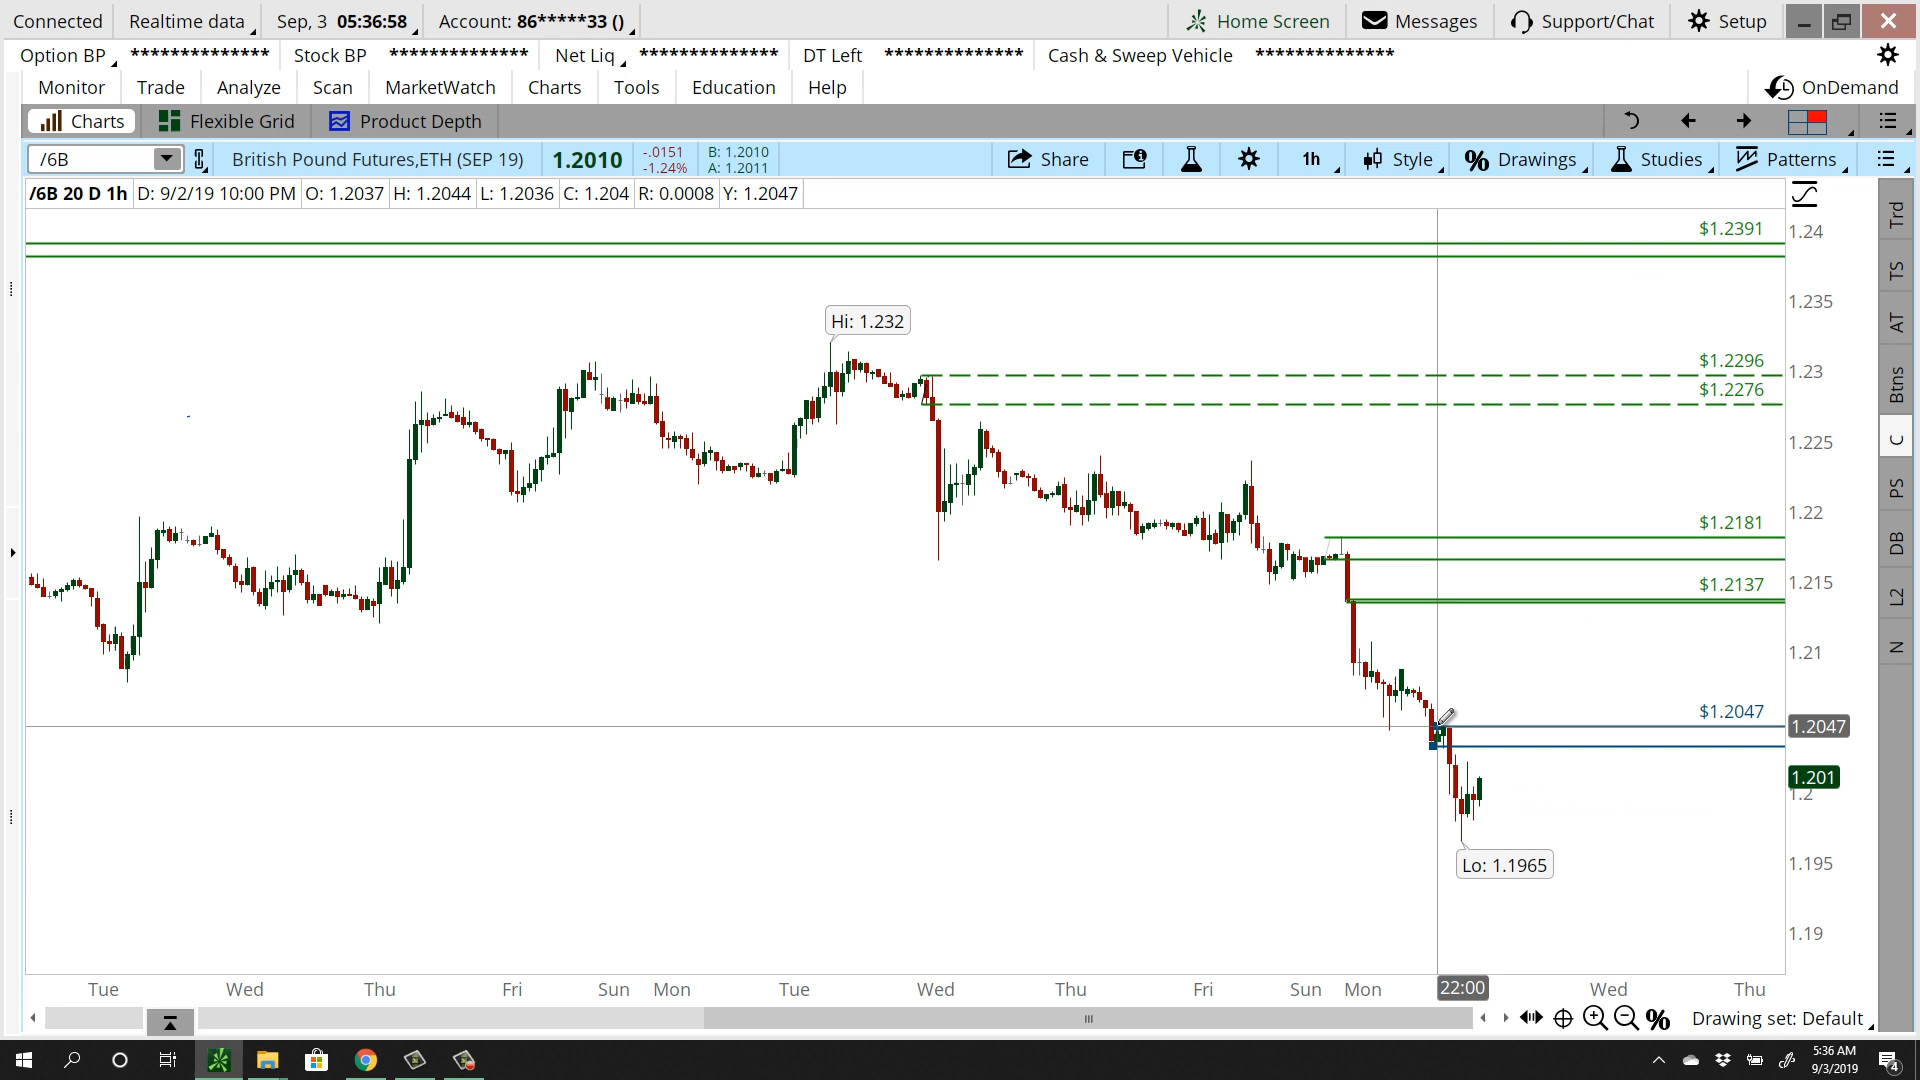 Connected Realtime data Sep, 3 05:36:58 Account: 86*****33 () Home Screen Messages Support/Chat Setup
Option BP ************** Stock BP ************** Net Liq ************** DT Left ************** Cash & Sweep Vehicle **************
Monitor Trade Analyze Scan MarketWatch Charts Tools Education Help OnDemand
Charts Flexible Grid Product Depth
/6B British Pound Futures,ETH (SEP 19) 1.2010 -.0151 B: 1.2010 Share 1h Style Drawings Studies Patterns
-1.24% A: 1.2011
/6B 20 D 1h D: 9/2/19 10:00 PM O: 1.2037 H: 1.2044 L: 1.2036 C: 1.204 R: 0.0008 Y: 1.2047
Trd
$1.2391
1.24
TS
1.235
Hi: 1.232
AT
$1.2296
1.23
Btns
$1.2276
1.225
C
PS
1.22
$1.2181
DB
1.215
$1.2137
L2
N
1.21
$1.2047
1.2047
1.201
1.2
Lo: 1.1965
1.195
1.19
Tue Wed Thu Fri Sun Mon Tue Wed Thu Fri Sun Mon 22:00 Wed Thu
Drawing set: Default
5:36 AM
9/3/2019
4